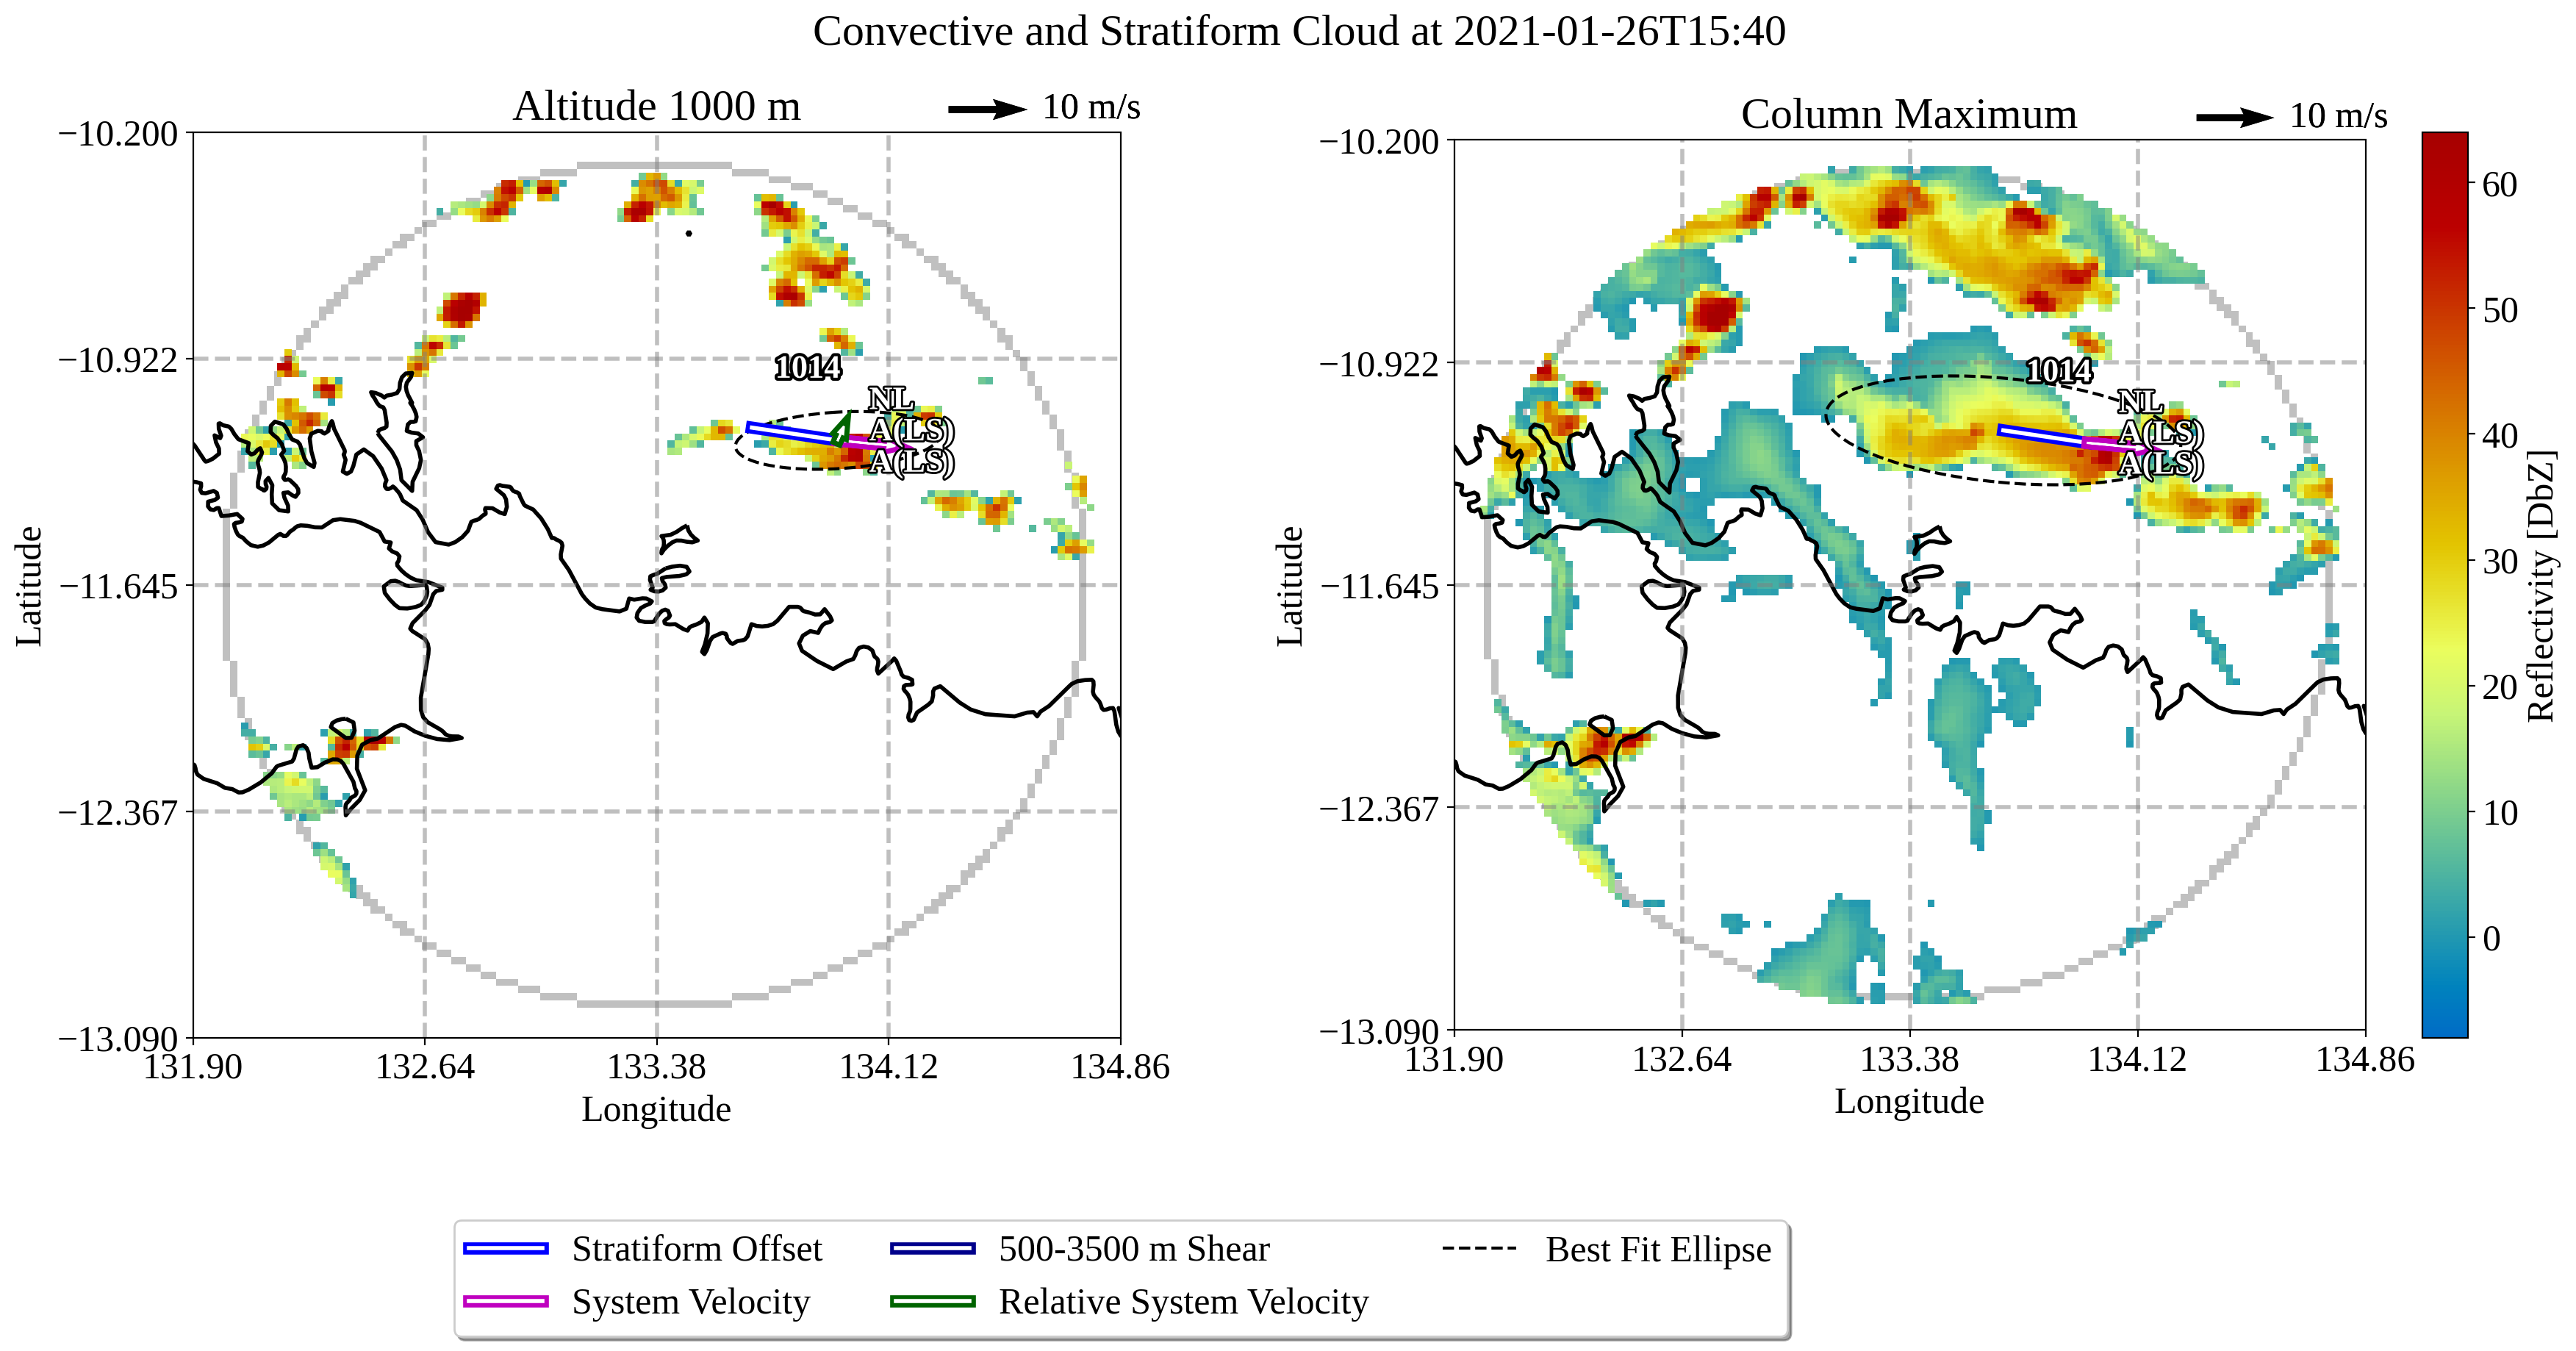 Convective and Stratiform Cloud at 2021-01-26T15:40
Altitude 1000 m
10 m/s
−10.200
−10.922
−11.645
−12.367
−13.090
131.90
132.64
133.38
134.12
134.86
Latitude
Longitude
1014
NL
A(LS)
A(LS)
Column Maximum
10 m/s
−10.200
−10.922
−11.645
−12.367
−13.090
131.90
132.64
133.38
134.12
134.86
Latitude
Longitude
1014
NL
A(LS)
A(LS)
60
50
40
30
20
10
0
Reflectivity [DbZ]
Stratiform Offset
System Velocity
500-3500 m Shear
Relative System Velocity
Best Fit Ellipse